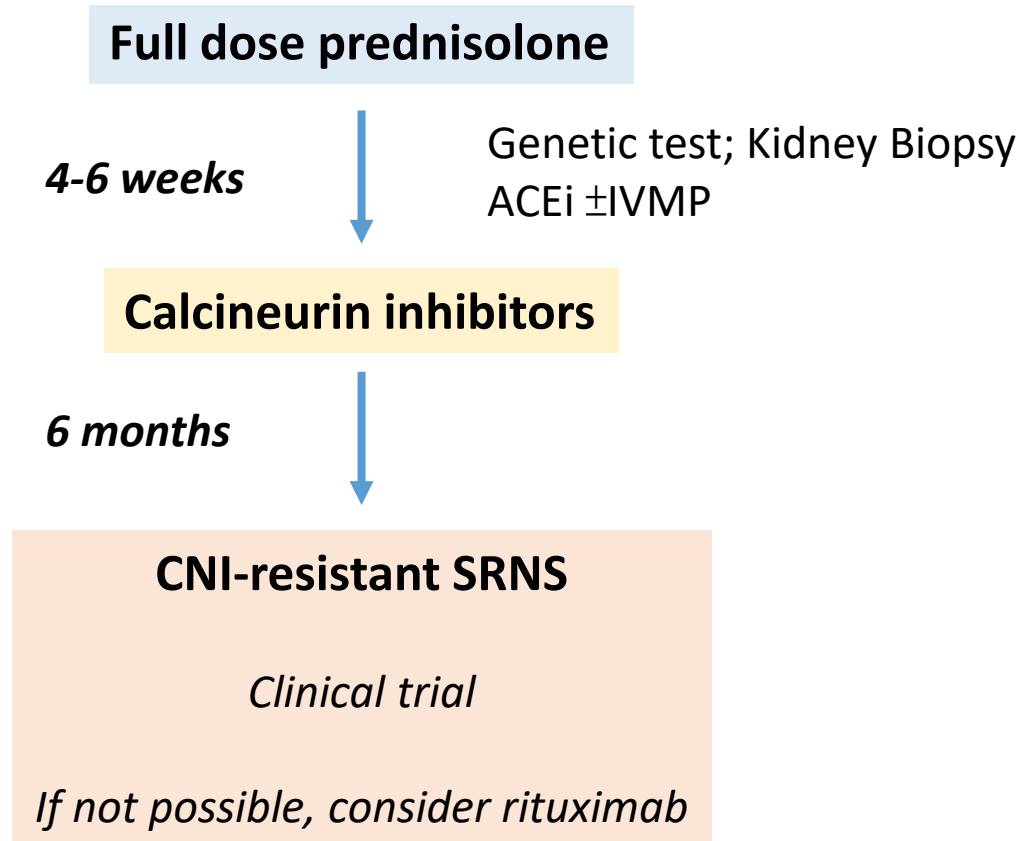 Full dose prednisolone
4-6 weeks
Genetic test; Kidney Biopsy
ACEi ±IVMP
Calcineurin inhibitors
6 months
CNI-resistant SRNS
Clinical trial
If not possible, consider rituximab